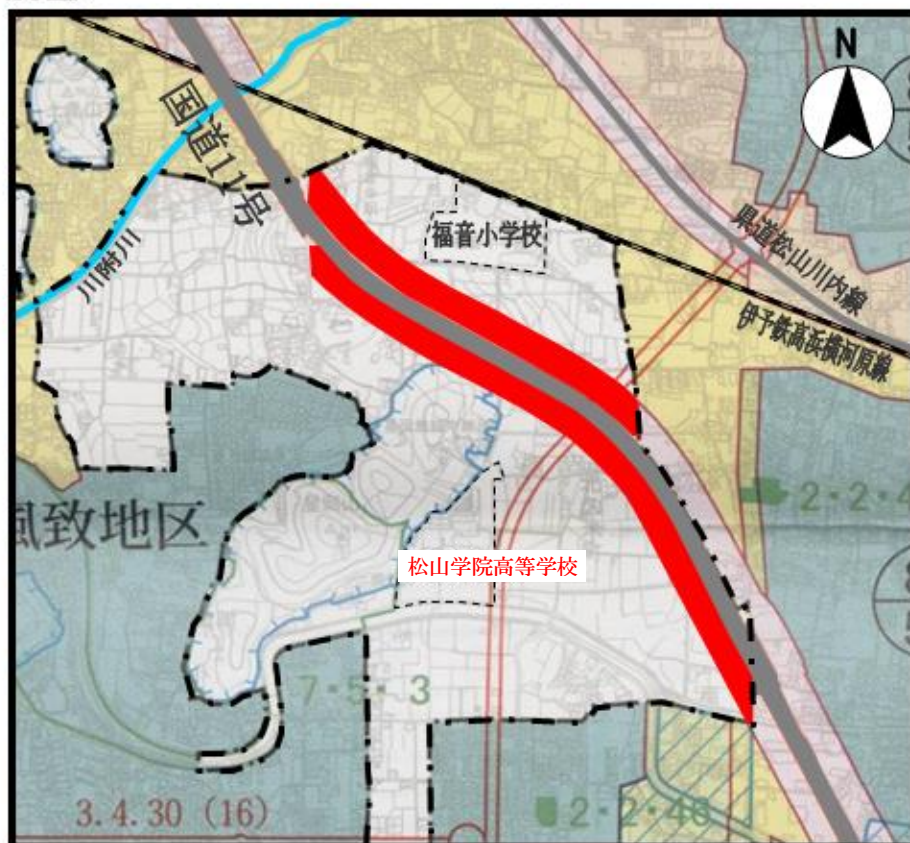 N
国道11号
福音小学校
県道松山川内線
川附川
伊予鉄高浜横河原線
2・2・4
風致地区
松山学院高等学校
7・5・3
3.4.30 (16)
2・2・46